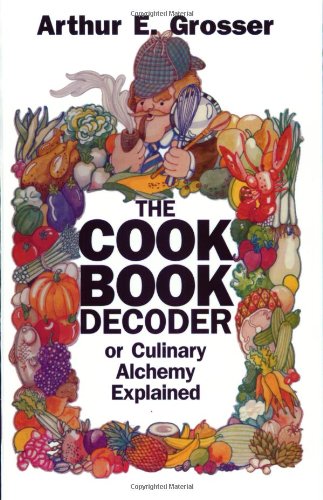 Arthur E. Grosser
THE
COOK
BOOK
DECODER
or Culinary
Alchemy
Explained